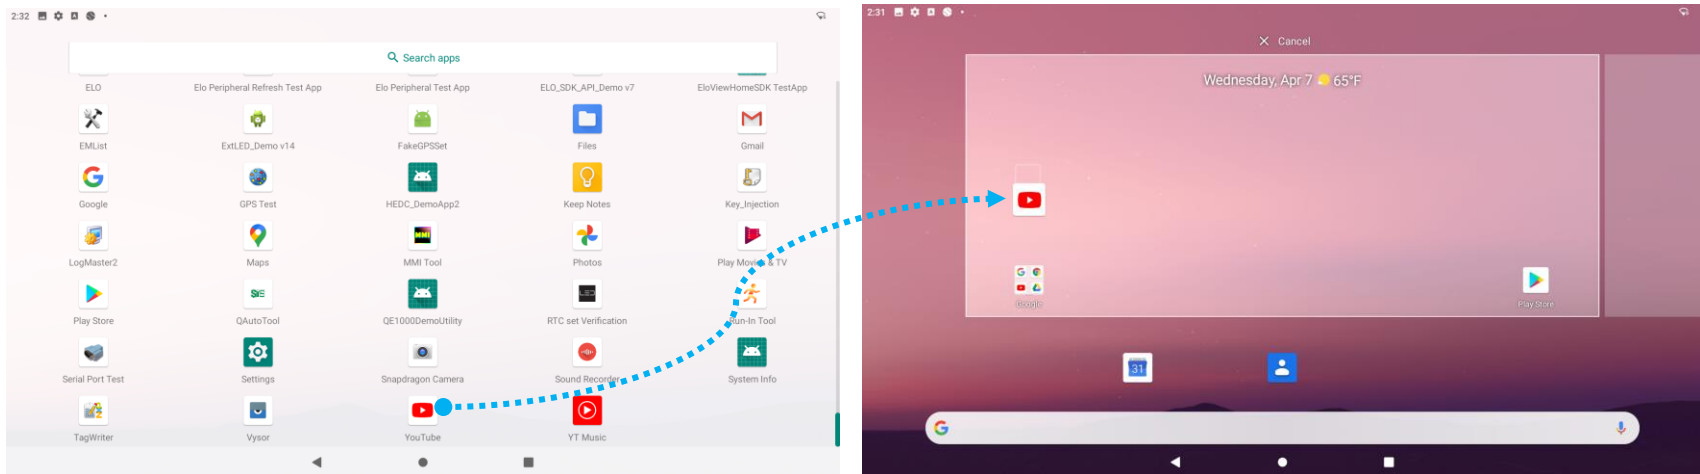 2:32
Search apps
ELO Elo Peripheral Refresh Test App Elo Peripheral Test App ELO_SDK_API_Demo v7 EloViewHomeSDK TestApp
EMList ExtLED_Demo v14 FakeGPSSet Files Gmail
Google GPS Test HEDC_DemoApp2 Keep Notes Key_Injection
LogMaster2 Maps MMI Tool Photos Play Movies & TV
Play Store QAutoTool QE1000DemoUtility RTC set Verification Run-In Tool
Serial Port Test Settings Snapdragon Camera Sound Recorder System Info
TagWriter Vysor YouTube YT Music
2:31
Cancel
Wednesday, Apr 7 65°F
Google Play Store
31